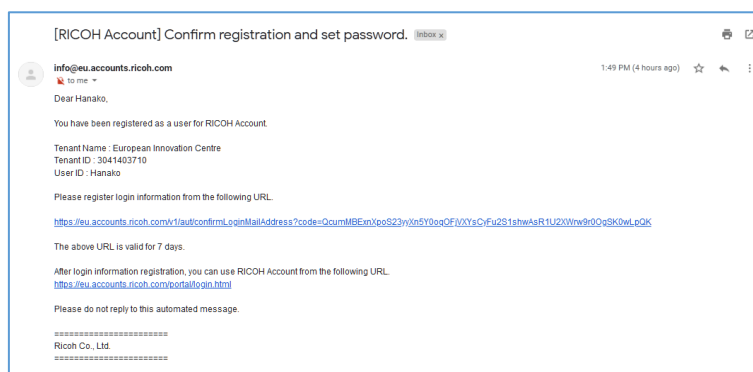 [RICOH Account] Confirm registration and set password. Inbox x
info@eu.accounts.ricoh.com 1:49 PM (4 hours ago)
to me
Dear Hanako,
You have been registered as a user for RICOH Account.
Tenant Name : European Innovation Centre
Tenant ID : 3041403710
User ID : Hanako
Please register login information from the following URL.
https://eu.accounts.ricoh.com/v1/aut/confirmLoginMailAddress?code=
The above URL is valid for 7 days.
After login information registration, you can use RICOH Account from the following URL.
https://eu.accounts.ricoh.com/portal/login.html
Please do not reply to this automated message.
========================
Ricoh Co., Ltd.
========================